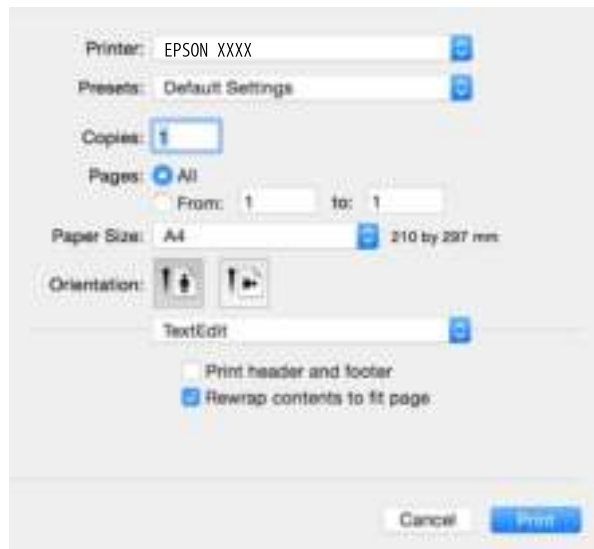 Printer: EPSON XXXX
Presets: Default Settings
Copies: 1
Pages: All
From: 1 to: 1
Paper Size: A4 210 by 297 mm
Orientation:
TextEdit
Print header and footer
Rewrap contents to fit page
Cancel Print